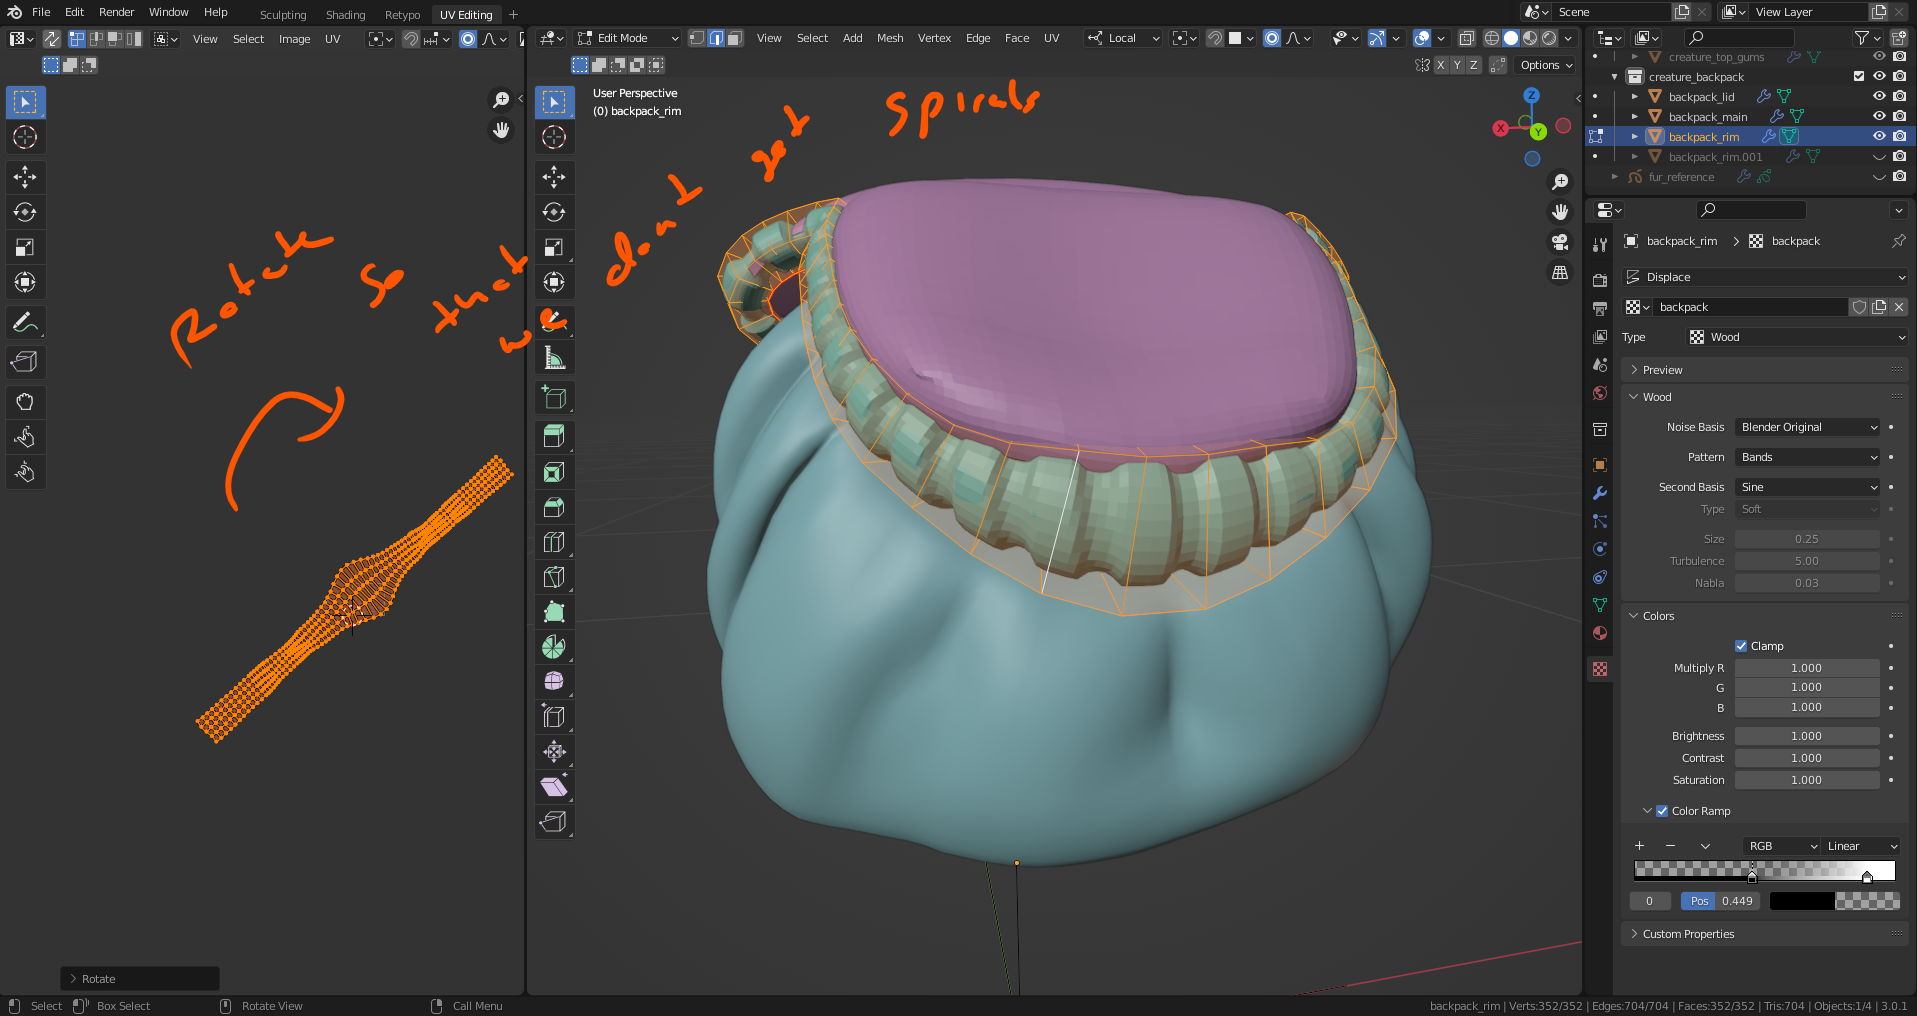 File Edit Render Window Help Sculpting Shading Retypo UV Editing + Scene View Layer
View Select Image UV
Edit Mode View Select Add Mesh Vertex Edge Face UV Local
X Y Z Options
User Perspective
(0) backpack_rim
Rotate so that we dont get spirals
Z
X
Y
Rotate
creature_top_gums
creature_backpack
backpack_lid
backpack_main
backpack_rim
backpack_rim.001
fur_reference
backpack_rim > backpack
Displace
backpack
Type Wood
Preview
Wood
Noise Basis Blender Original
Pattern Bands
Second Basis Sine
Type Soft
Size 0.25
Turbulence 5.00
Nabla 0.03
Colors
Clamp
Multiply R 1.000
G 1.000
B 1.000
Brightness 1.000
Contrast 1.000
Saturation 1.000
Color Ramp
+ − RGB Linear
0 Pos 0.449
Custom Properties
Select Box Select Rotate View Call Menu backpack_rim | Verts:352/352 | Edges:704/704 | Faces:352/352 | Tris:704 | Objects:1/4 | 3.0.1